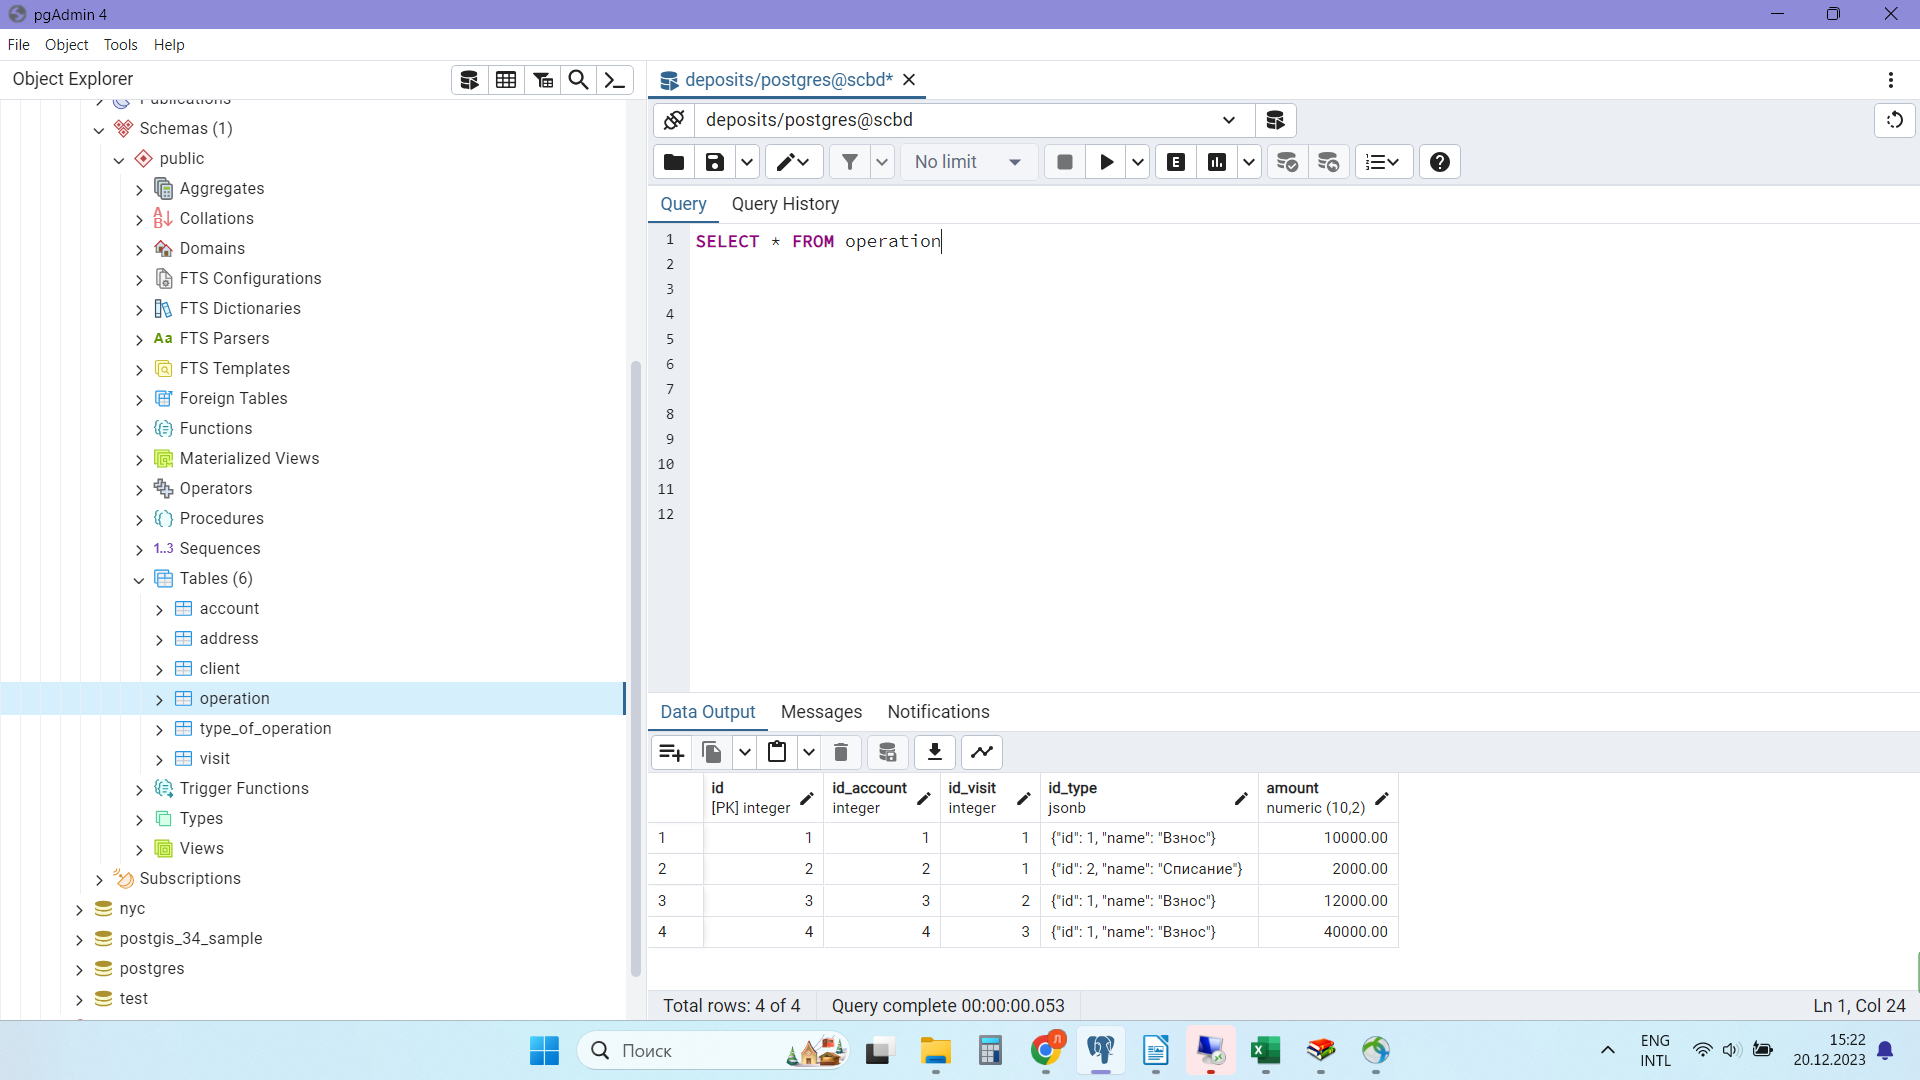 pgAdmin 4
File Object Tools Help
Object Explorer
deposits/postgres@scbd*
Publications
Schemas (1)
public
Aggregates
Collations
Domains
FTS Configurations
FTS Dictionaries
Aa FTS Parsers
FTS Templates
Foreign Tables
Functions
Materialized Views
Operators
Procedures
1..3 Sequences
Tables (6)
account
address
client
operation
type_of_operation
visit
Trigger Functions
Types
Views
Subscriptions
nyc
postgis_34_sample
postgres
test
deposits/postgres@scbd
No limit
E
Query Query History
1 SELECT * FROM operation
2
3
4
5
6
7
8
9
10
11
12
Data Output Messages Notifications
id id_account id_visit id_type amount
[PK] integer integer integer jsonb numeric (10,2)
1 1 1 1 {"id": 1, "name": "Взнос"} 10000.00
2 2 2 1 {"id": 2, "name": "Списание"} 2000.00
3 3 3 2 {"id": 1, "name": "Взнос"} 12000.00
4 4 4 3 {"id": 1, "name": "Взнос"} 40000.00
Total rows: 4 of 4 Query complete 00:00:00.053 Ln 1, Col 24
Поиск
Л
ENG
INTL
15:22
20.12.2023